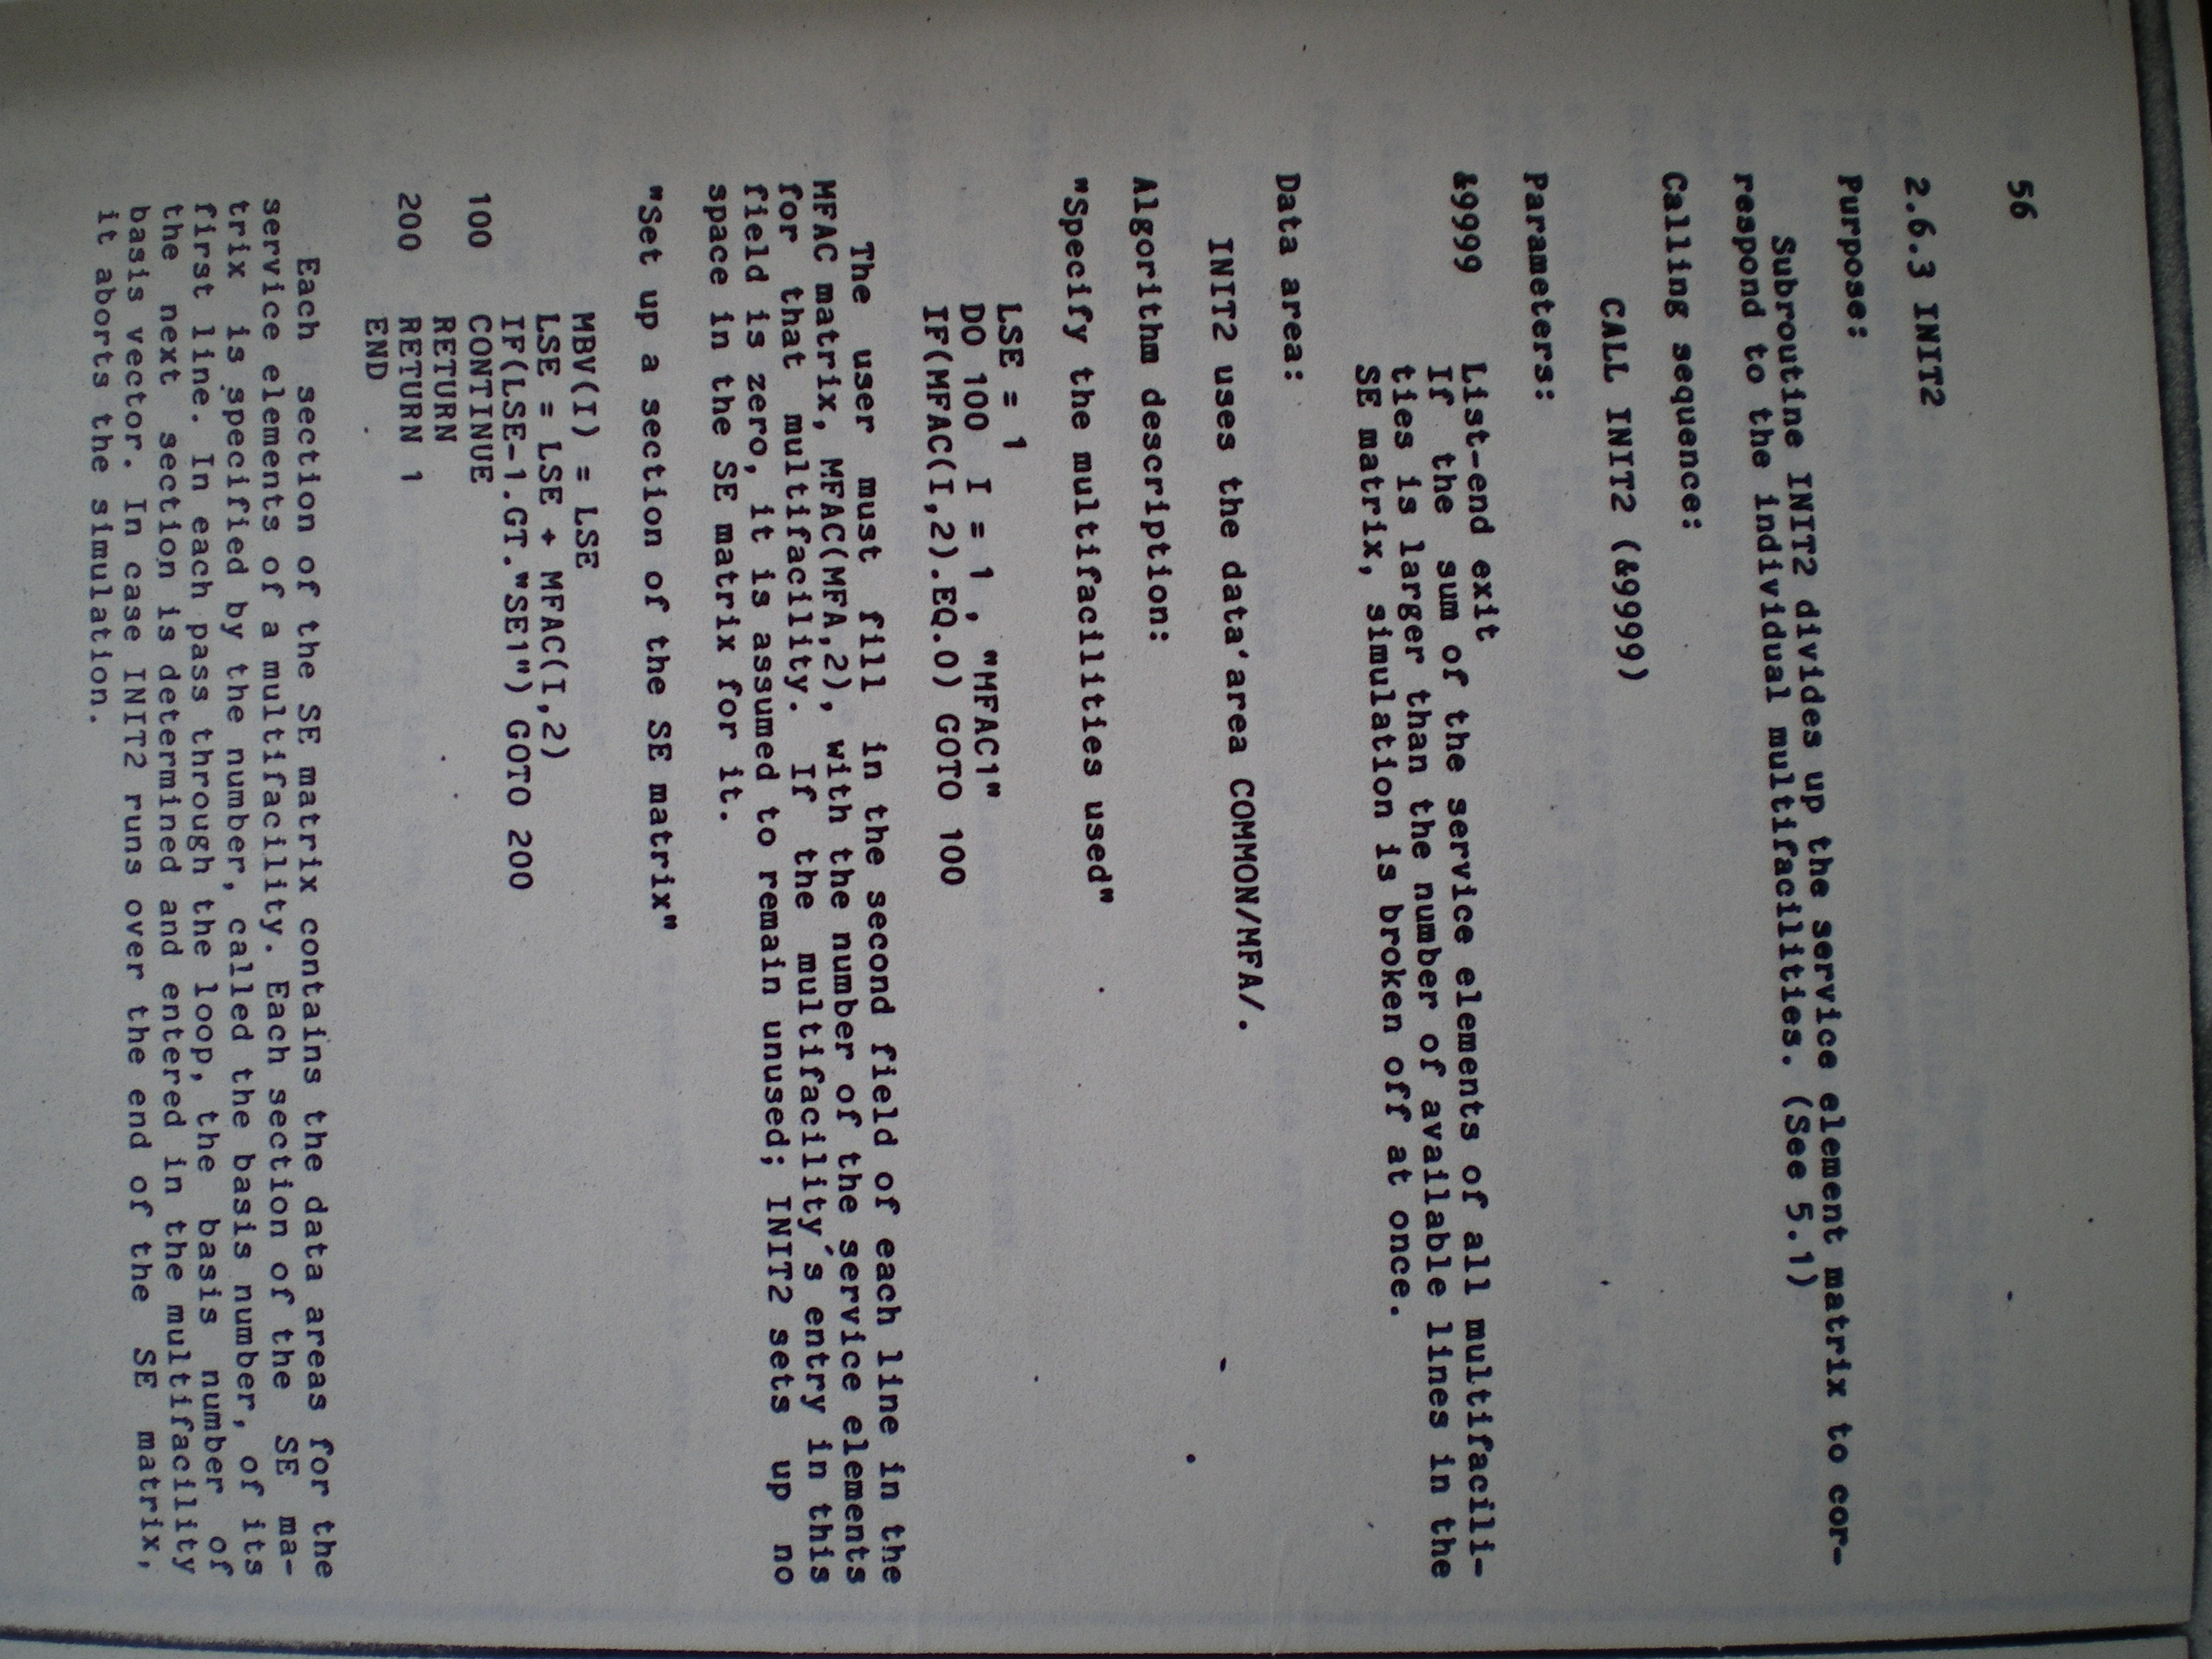 56
2.6.3 INIT2
Purpose:
Subroutine INIT2 divides up the service element matrix to cor-
respond to the individual multifacilities. (See 5.1)
Calling sequence:
CALL INIT2 (&9999)
Parameters:
&9999 List-end exit
If the sum of the service elements of all multifacili-
ties is larger than the number of available lines in the
SE matrix, simulation is broken off at once.
Data area:
INIT2 uses the data'area COMMON/MFA/.
Algorithm description:
"Specify the multifacilities used"
LSE = 1
DO 100 I = 1 , "MFAC1"
IF(MFAC(I,2).EQ.0) GOTO 100
The user must fill in the second field of each line in the
MFAC matrix, MFAC(MFA,2), with the number of the service elements
for that multifacility. If the multifacility´s entry in this
field is zero, it is assumed to remain unused; INIT2 sets up no
space in the SE matrix for it.
"Set up a section of the SE matrix"
MBV(I) = LSE
LSE = LSE + MFAC(I,2)
IF(LSE-1.GT."SE1") GOTO 200
100 CONTINUE
RETURN
200 RETURN 1
END
Each section of the SE matrix contains the data areas for the
service elements of a multifacility. Each section of the SE ma-
trix is specified by the number, called the basis number, of its
first line. In each pass through the loop, the basis number of
the next section is determined and entered in the multifacility
basis vector. In case INIT2 runs over the end of the SE matrix,
it aborts the simulation.